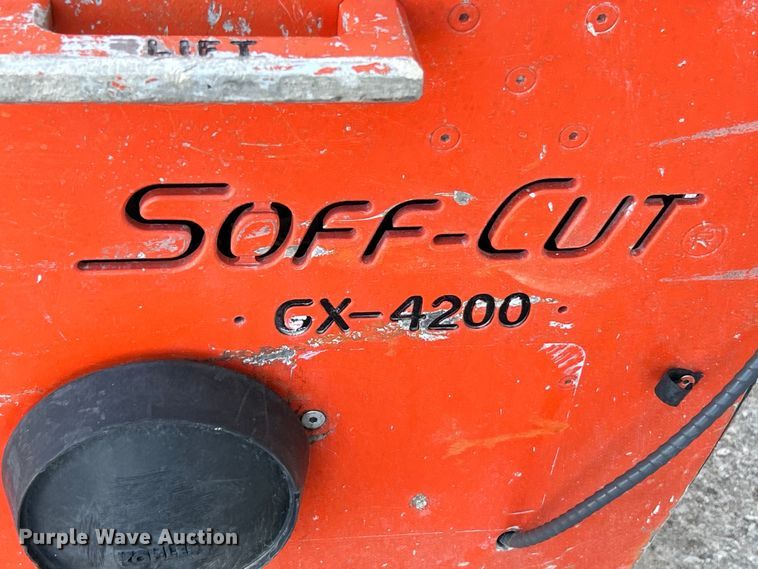 LIFT
SOFF-CUT
GX-4200
Purple Wave Auction®